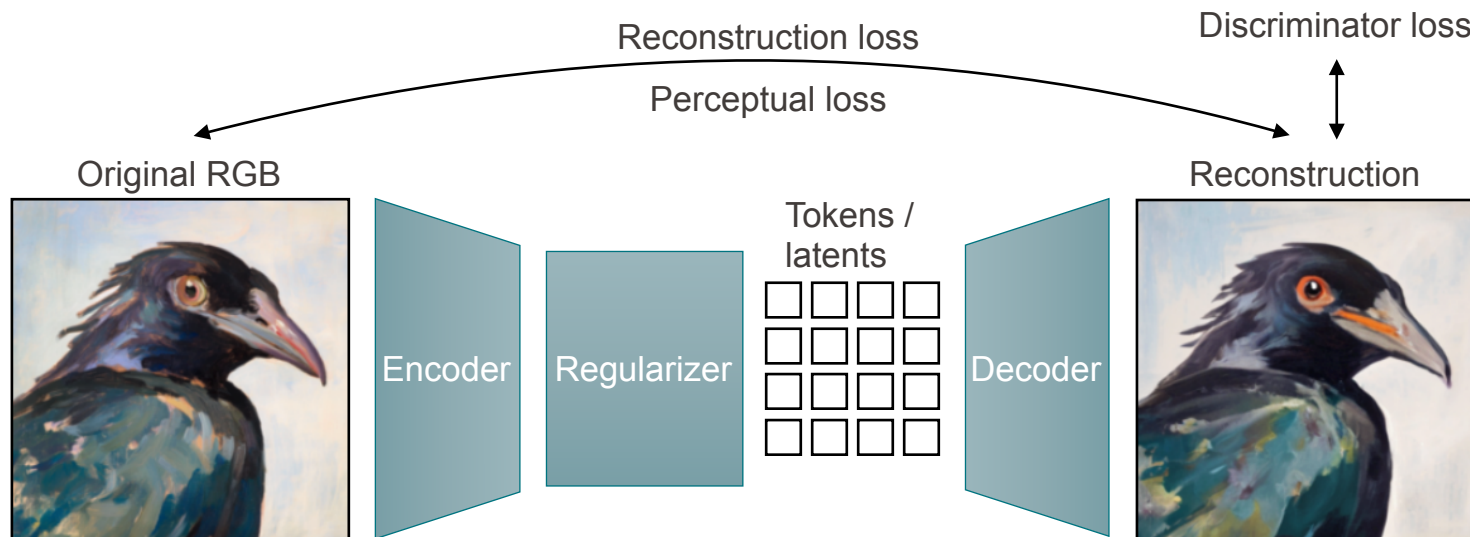 Reconstruction loss
Discriminator loss
Perceptual loss
Original RGB
Reconstruction
Tokens /
latents
Encoder
Regularizer
Decoder